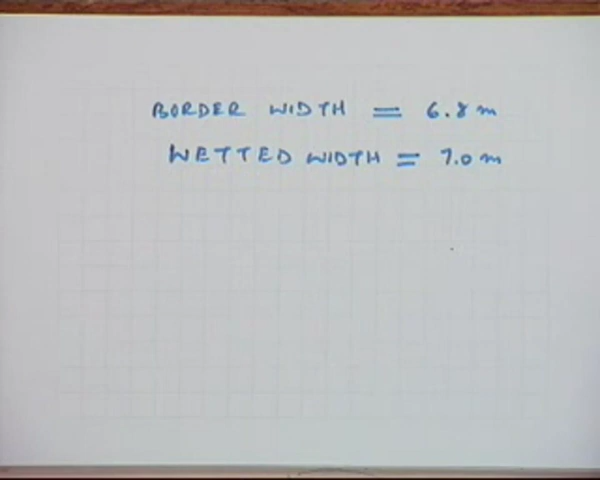 BORDER WIDTH = 6.8 m
WETTED WIDTH = 7.0 m